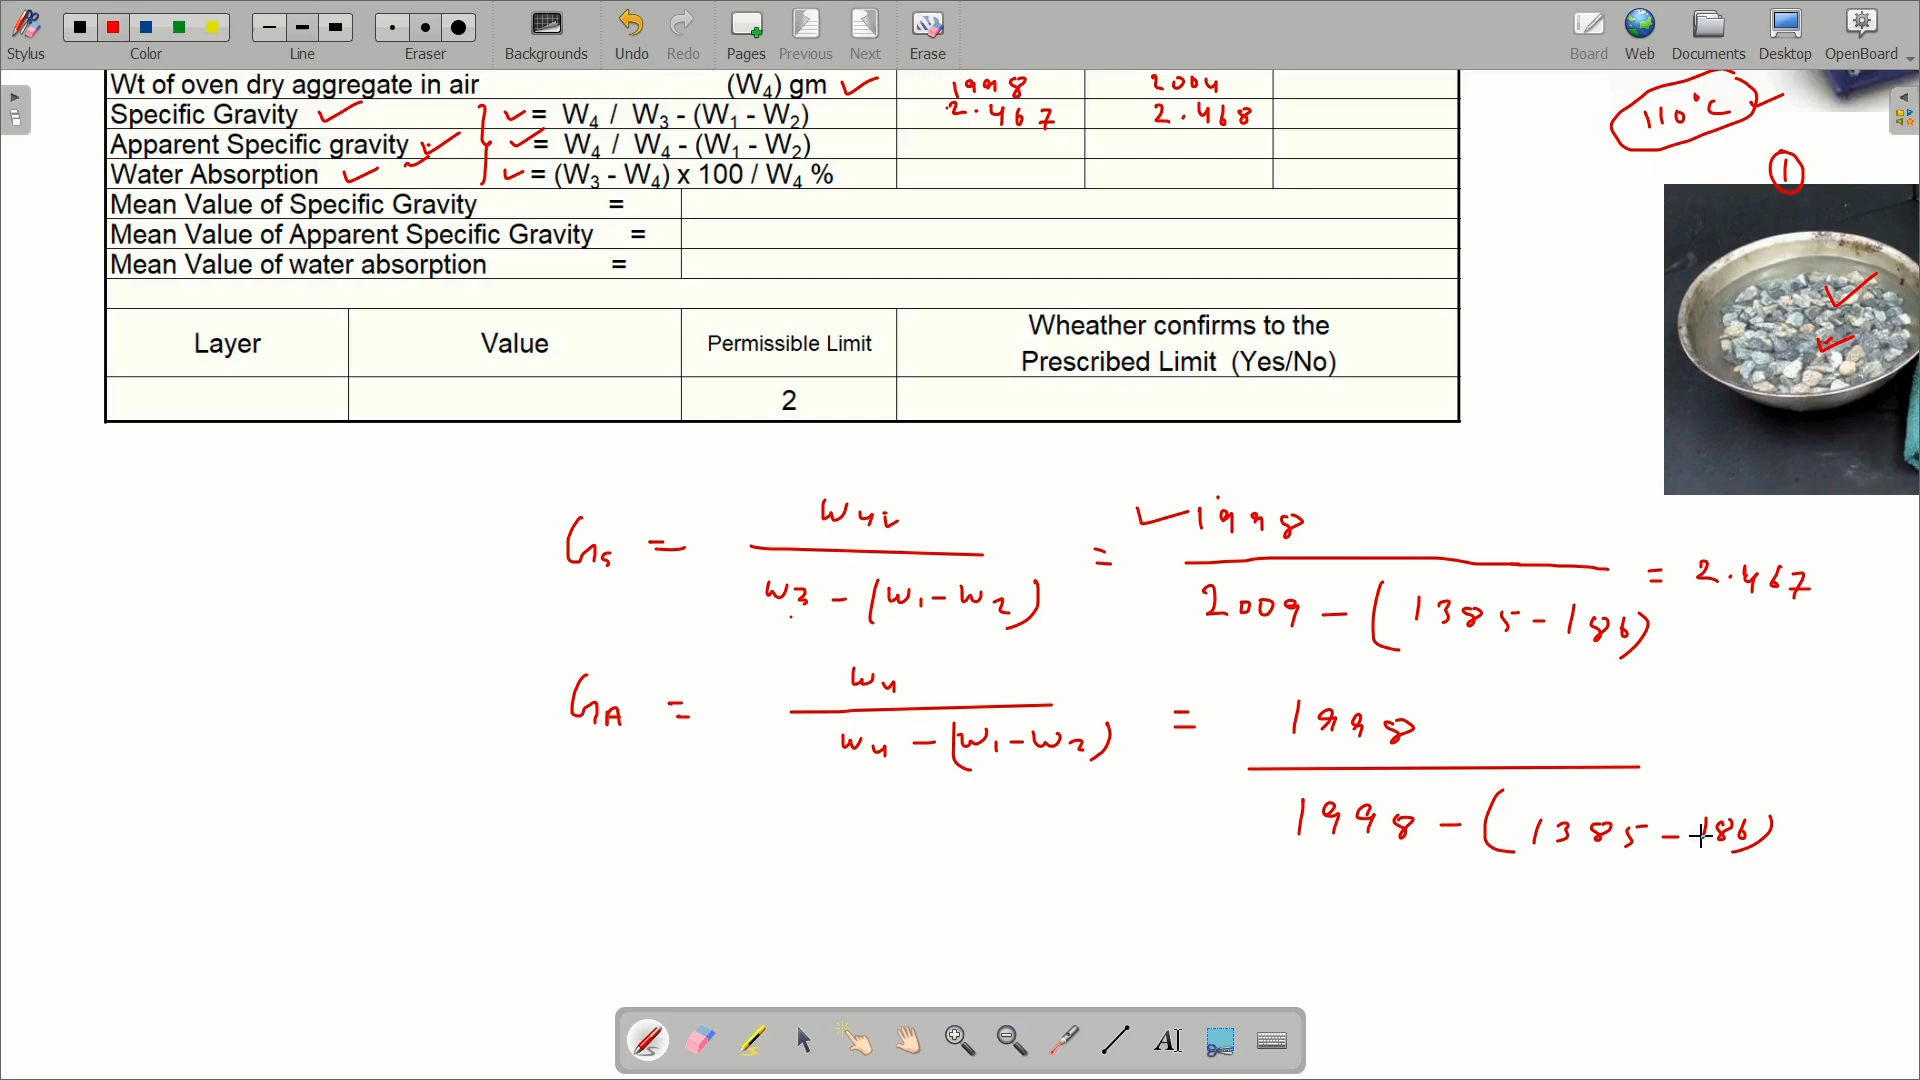 Stylus Color Line Eraser Backgrounds Undo Redo Pages Previous Next Erase Board Web Documents Desktop OpenBoard
Wt of oven dry aggregate in air (W4) gm 1998 2004
Specific Gravity = W4 / W3 - (W1 - W2) 2.467 2.468
Apparent Specific gravity = W4 / W4 - (W1 - W2)
Water Absorption = (W3 - W4) x 100 / W4 %
Mean Value of Specific Gravity =
Mean Value of Apparent Specific Gravity =
Mean Value of water absorption =
Layer Value Permissible Limit Wheather confirms to the
Prescribed Limit (Yes/No)
2
110°C
1
Gs = W4 / W3 - (W1 - W2) = 1998 / 2009 - (1385 - 186) = 2.467
GA = W4 / W4 - (W1 - W2) = 1998 / 1998 - (1385 - 186)
AI